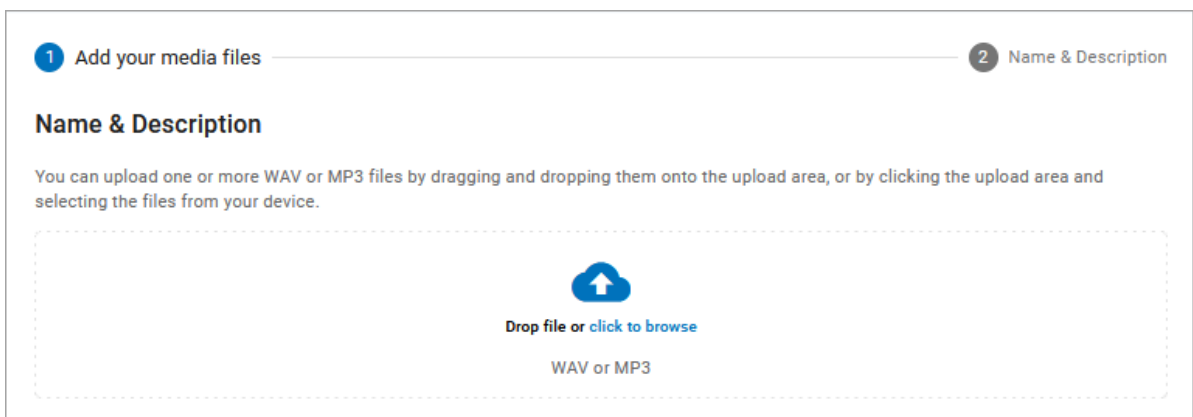 1 Add your media files
2 Name & Description
Name & Description
You can upload one or more WAV or MP3 files by dragging and dropping them onto the upload area, or by clicking the upload area and
selecting the files from your device.
Drop file or click to browse
WAV or MP3